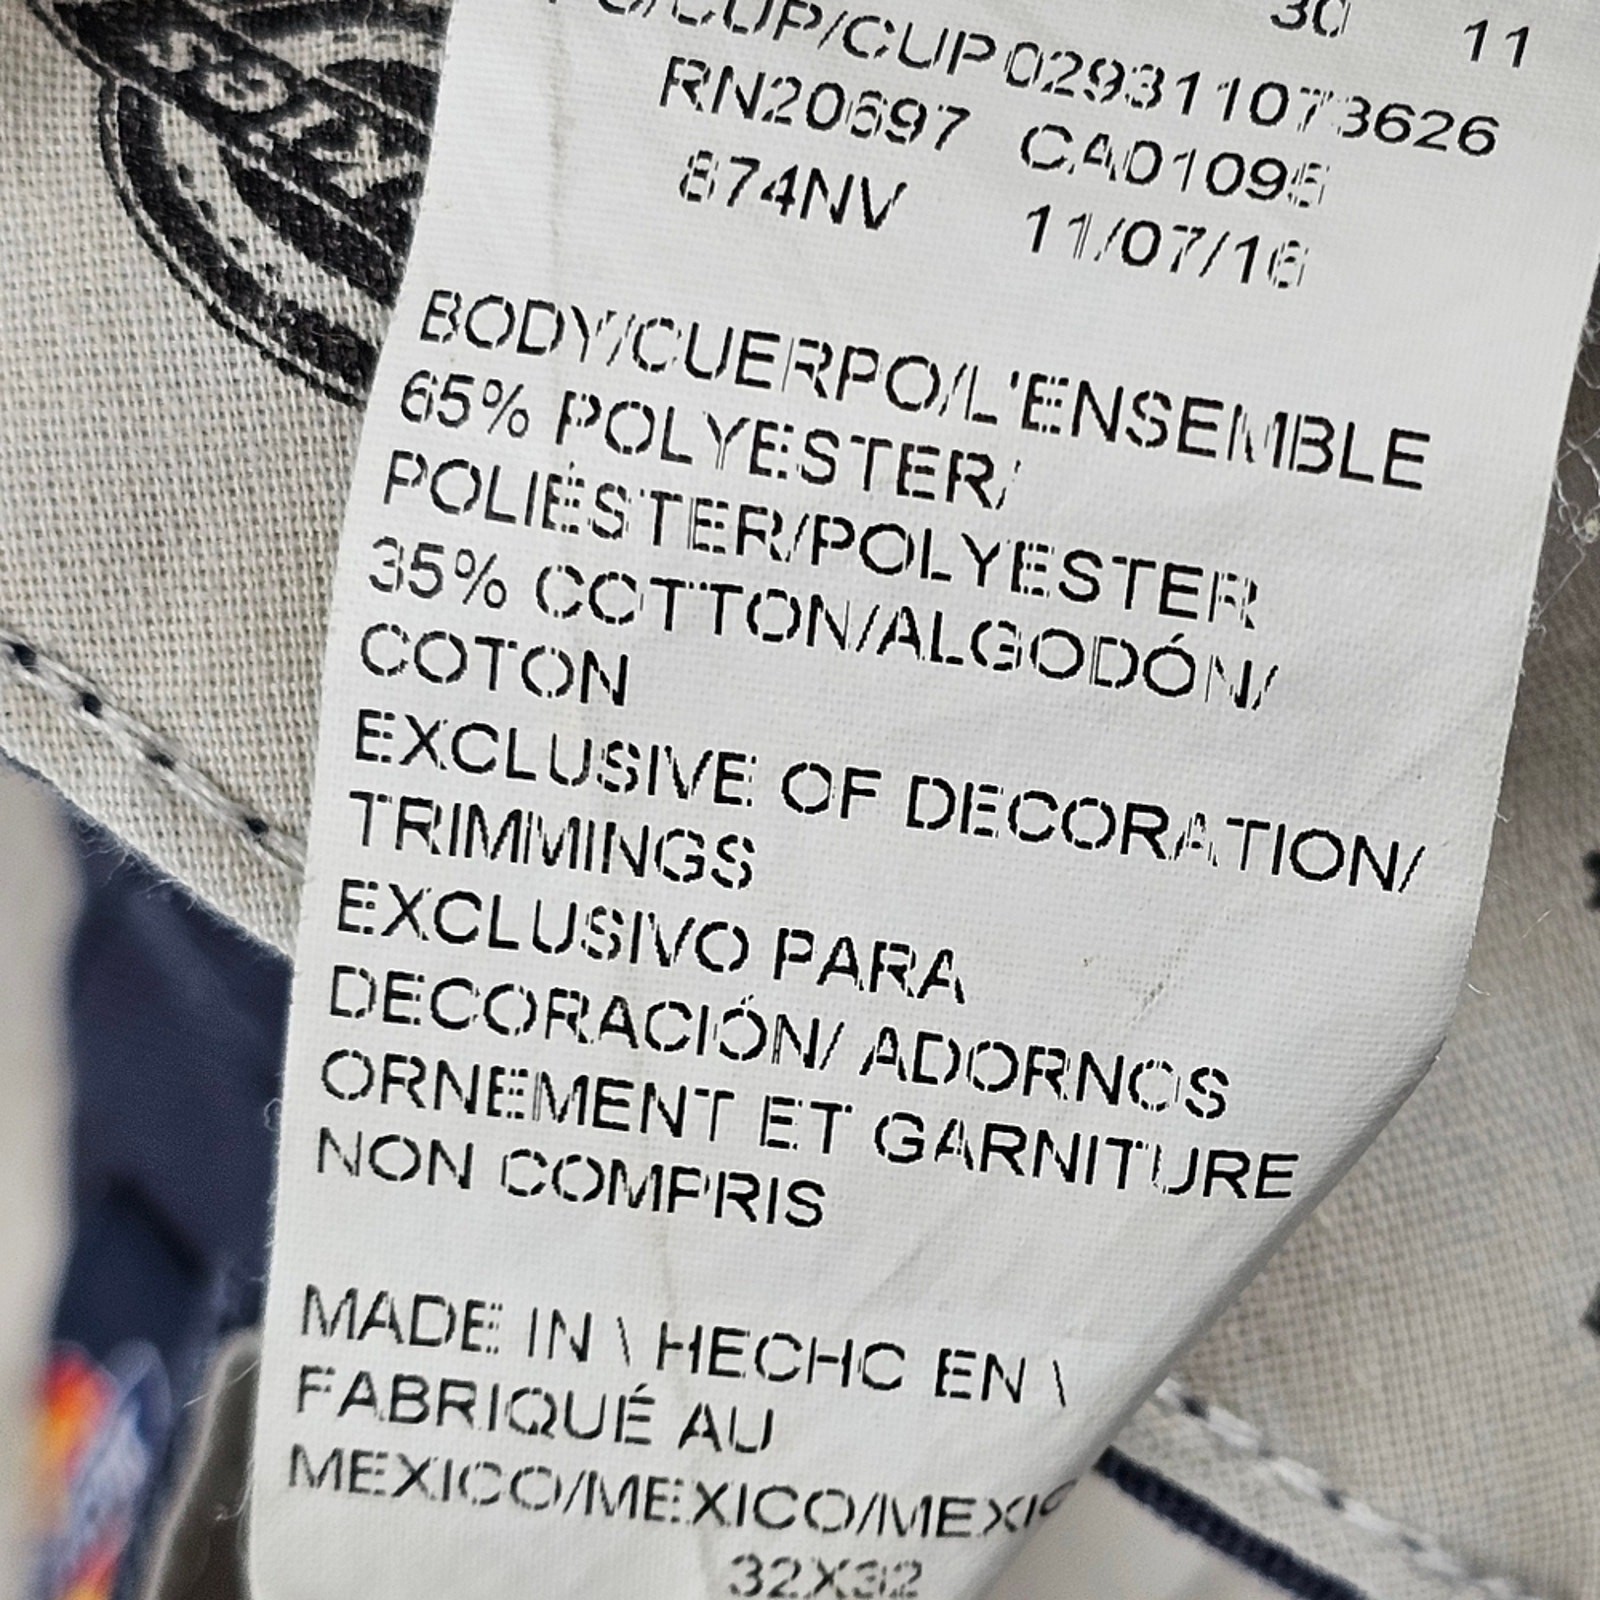 30 11
/CUP/CUP 029311073626
RN20697 CA01095
874NV 11/07/16
BODY/CUERPO/L'ENSEMBLE
65% POLYESTER/
POLIÉSTER/POLYESTER
35% COTTON/ALGODÓN/
COTON
EXCLUSIVE OF DECORATION/
TRIMMINGS
EXCLUSIVO PARA
DECORACIÓN/ ADORNOS
ORNEMENT ET GARNITURE
NON COMPRIS
MADE IN \ HECHO EN \
FABRIQUÉ AU
MEXICO/MEXICO/MEXIC
32X32